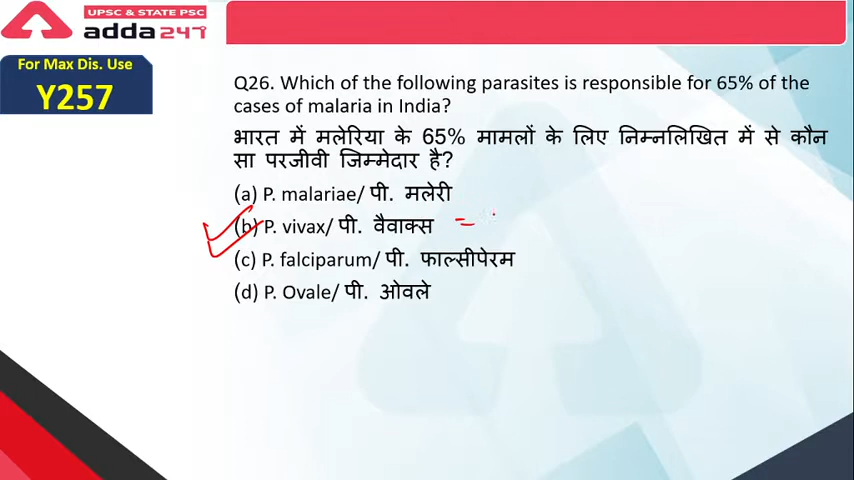 UPSC & STATE PSC
adda247
For Max Dis. Use
Y257
Q26. Which of the following parasites is responsible for 65% of the
cases of malaria in India?
भारत में मलेरिया के 65% मामलों के लिए निम्नलिखित में से कौन
सा परजीवी जिम्मेदार है?
(a) P. malariae/ पी. मलेरी
(b) P. vivax/ पी. वैवाक्स
(c) P. falciparum/ पी. फाल्सीपेरम
(d) P. Ovale/ पी. ओवले